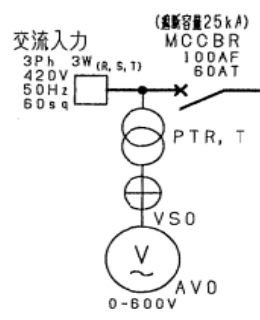 (遮断容量25kA)
MCCBR
100AF
60AT
交流入力
3Ph 3W(R,S,T)
420V
50Hz
60sq
PTR,T
VS0
V
AV0
0-600V